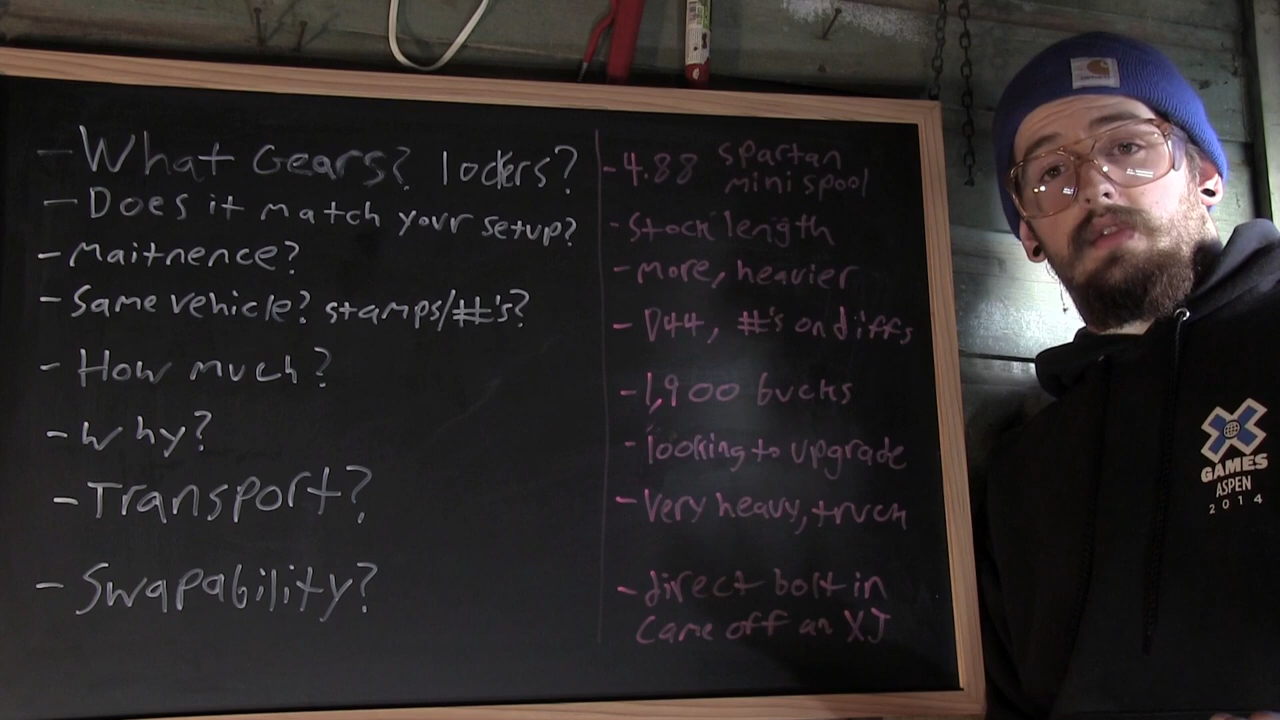 - What Gears? lockers?
- Does it match your setup?
- Maitnence?
- Same vehicle? stamps/#'s?
- How much?
- Why?
- Transport?
- Swapability?
- 4.88 spartan
mini spool
- Stock length
- more, heavier
- D44, #'s on diffs
- 1,900 bucks
- looking to upgrade
- Very heavy, truck
- direct bolt in
came off an XJ
carhartt
X
GAMES
ASPEN
2014